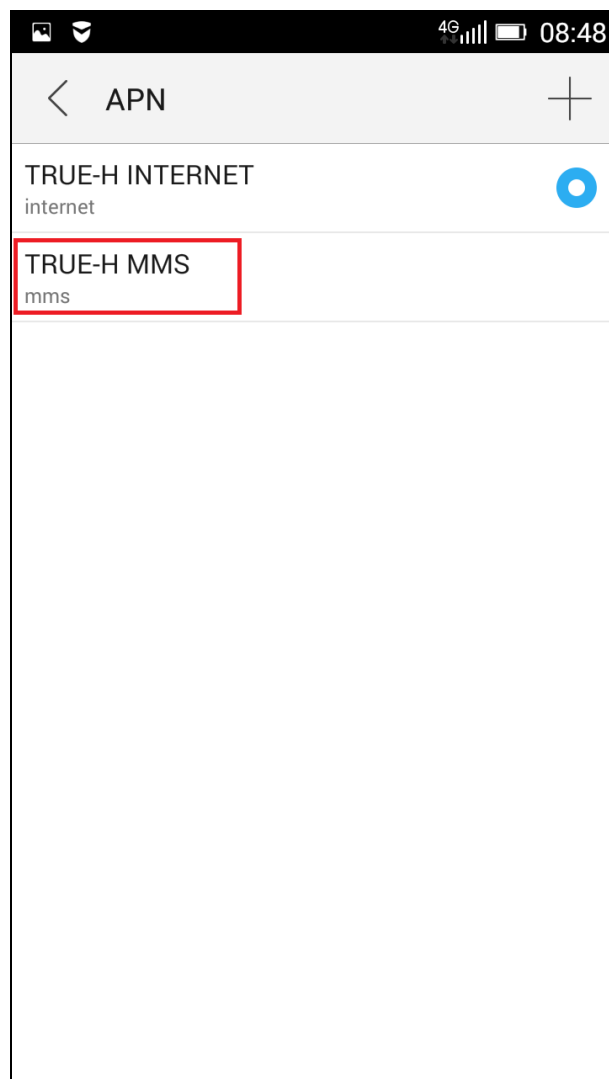 4G 08:48
APN
TRUE-H INTERNET
internet
TRUE-H MMS
mms